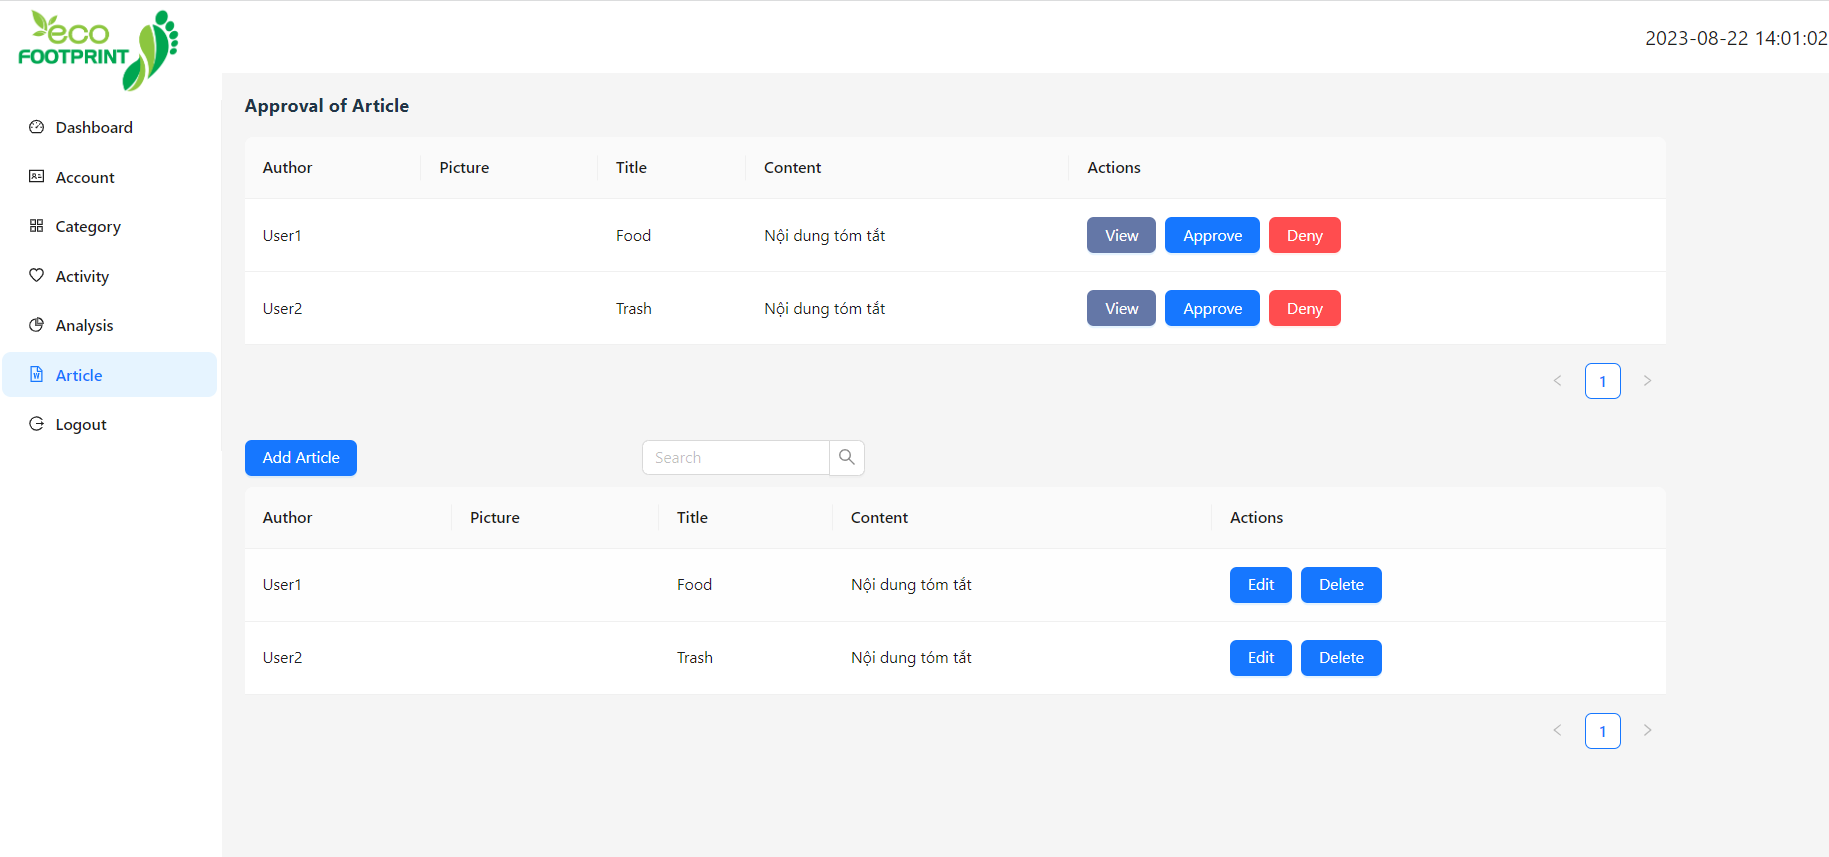 eco
FOOTPRINT
2023-08-22 14:01:02
Dashboard
Account
Category
Activity
Analysis
Article
Logout
Approval of Article
Author Picture Title Content Actions
User1 Food Nội dung tóm tắt View Approve Deny
User2 Trash Nội dung tóm tắt View Approve Deny
< 1 >
Add Article Search
Author Picture Title Content Actions
User1 Food Nội dung tóm tắt Edit Delete
User2 Trash Nội dung tóm tắt Edit Delete
< 1 >